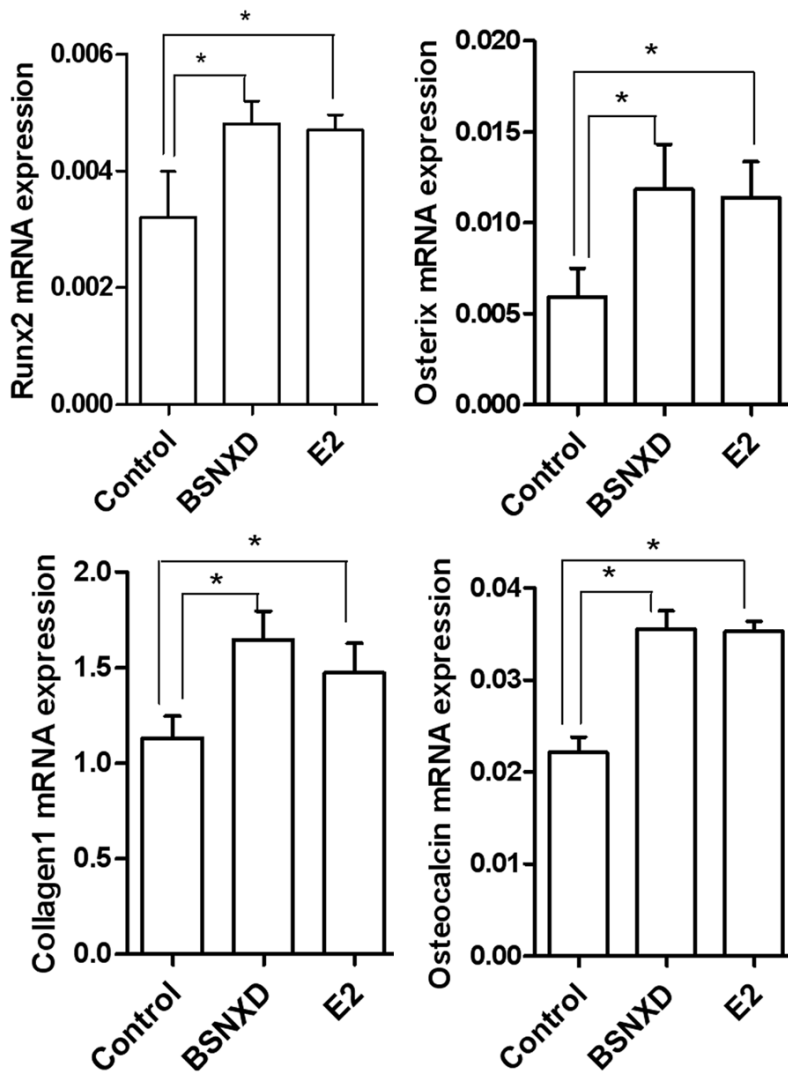 *
*
Runx2 mRNA expression
0.006
0.004
0.002
0.000
Control
BSNXD
E2
*
*
Osterix mRNA expression
0.020
0.015
0.010
0.005
0.000
Control
BSNXD
E2
*
*
Collagen1 mRNA expression
2.0
1.5
1.0
0.5
0.0
Control
BSNXD
E2
*
*
Osteocalcin mRNA expression
0.04
0.03
0.02
0.01
0.00
Control
BSNXD
E2